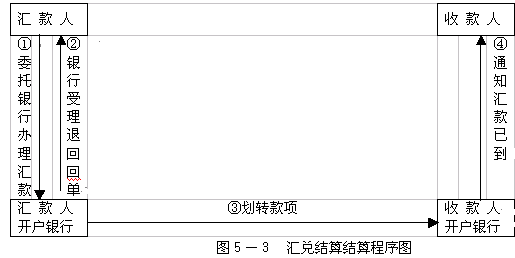 汇 款 人
收 款 人
①委托银行办理汇款
②银行受理退回回单
④通知汇款已到
③划转款项
汇 款 人
开户银行
收 款 人
开户银行
图 5－3 汇兑结算结算程序图